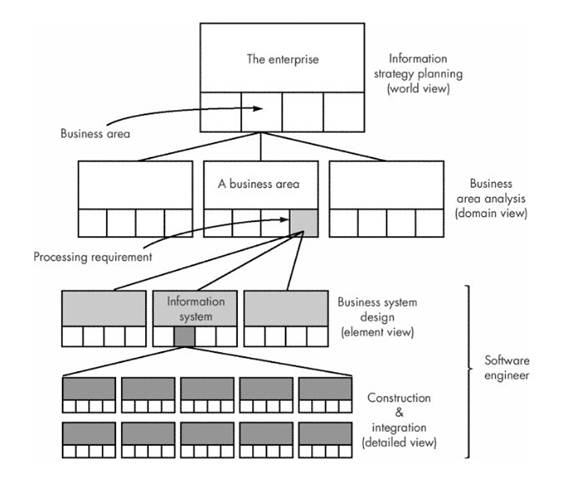 The enterprise
Information
strategy planning
(world view)
Business area
A business area
Business
area analysis
(domain view)
Processing requirement
Information
system
Business system
design
(element view)
Software
engineer
Construction
&
integration
(detailed view)